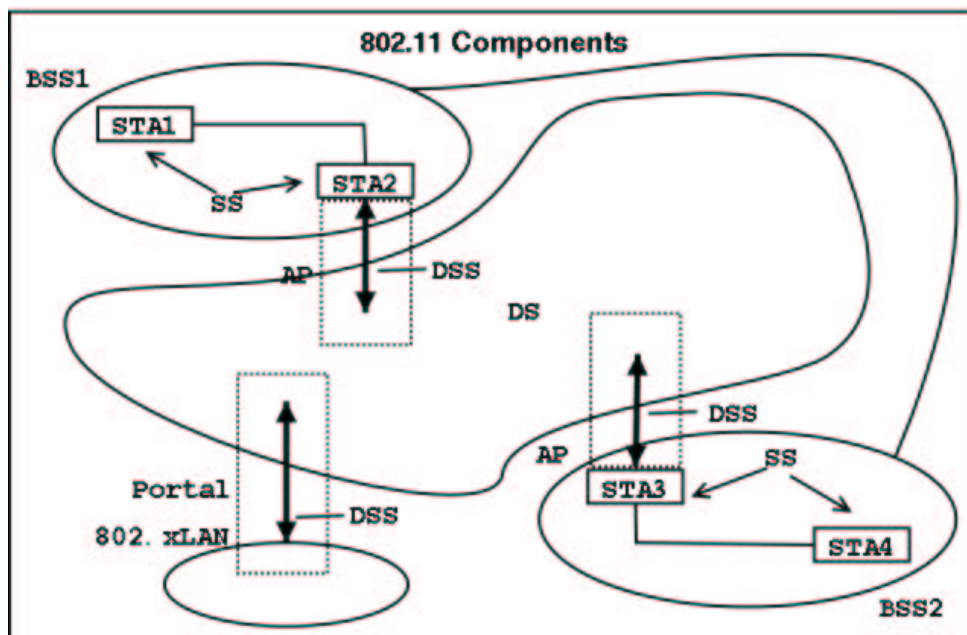 802.11 Components
BSS1
STA1
STA2
SS
AP
DSS
DS
DSS
AP
SS
STA3
Portal
DSS
802. xLAN
STA4
BSS2